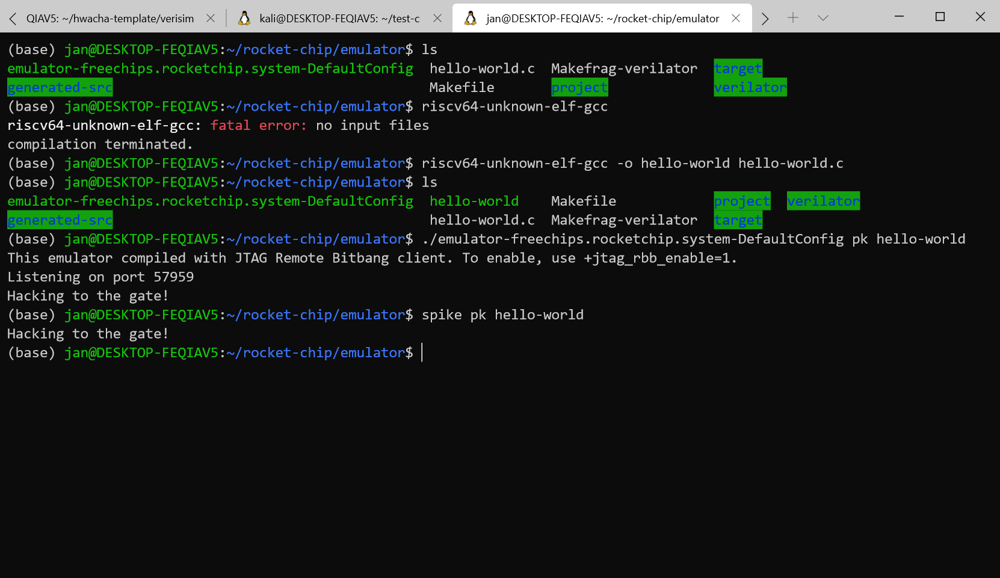 QIAV5: ~/hwacha-template/verisim kali@DESKTOP-FEQIAV5: ~/test-c jan@DESKTOP-FEQIAV5: ~/rocket-chip/emulator
(base) jan@DESKTOP-FEQIAV5:~/rocket-chip/emulator$ ls
emulator-freechips.rocketchip.system-DefaultConfig hello-world.c Makefrag-verilator target
generated-src Makefile project verilator
(base) jan@DESKTOP-FEQIAV5:~/rocket-chip/emulator$ riscv64-unknown-elf-gcc
riscv64-unknown-elf-gcc: fatal error: no input files
compilation terminated.
(base) jan@DESKTOP-FEQIAV5:~/rocket-chip/emulator$ riscv64-unknown-elf-gcc -o hello-world hello-world.c
(base) jan@DESKTOP-FEQIAV5:~/rocket-chip/emulator$ ls
emulator-freechips.rocketchip.system-DefaultConfig hello-world Makefile project verilator
generated-src hello-world.c Makefrag-verilator target
(base) jan@DESKTOP-FEQIAV5:~/rocket-chip/emulator$ ./emulator-freechips.rocketchip.system-DefaultConfig pk hello-world
This emulator compiled with JTAG Remote Bitbang client. To enable, use +jtag_rbb_enable=1.
Listening on port 57959
Hacking to the gate!
(base) jan@DESKTOP-FEQIAV5:~/rocket-chip/emulator$ spike pk hello-world
Hacking to the gate!
(base) jan@DESKTOP-FEQIAV5:~/rocket-chip/emulator$